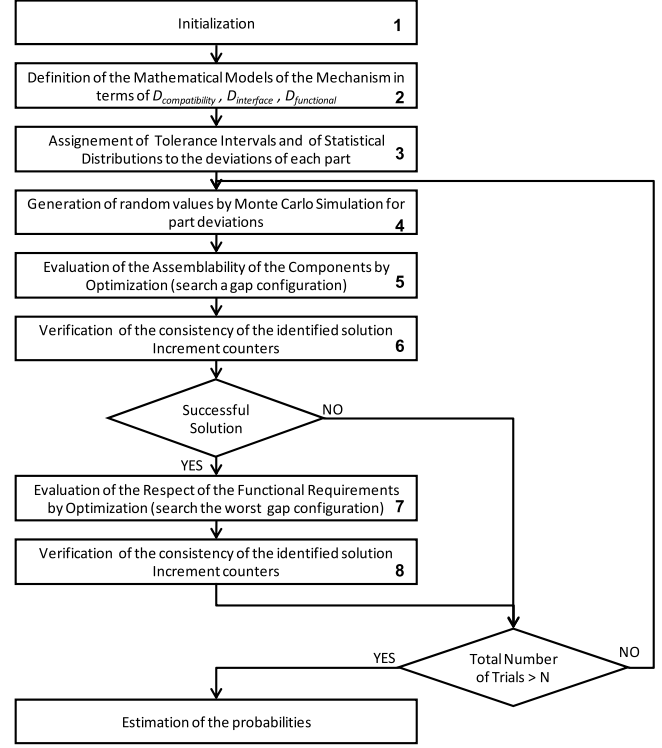 Initialization 1
Definition of the Mathematical Models of the Mechanism in
terms of Dcompatibility , Dinterface , Dfunctional 2
Assignement of Tolerance Intervals and of Statistical
Distributions to the deviations of each part 3
Generation of random values by Monte Carlo Simulation for
part deviations 4
Evaluation of the Assemblability of the Components by
Optimization (search a gap configuration) 5
Verification of the consistency of the identified solution
Increment counters 6
Successful
Solution
NO
YES
Evaluation of the Respect of the Functional Requirements
by Optimization (search the worst gap configuration) 7
Verification of the consistency of the identified solution
Increment counters 8
Total Number
of Trials > N
YES
NO
Estimation of the probabilities